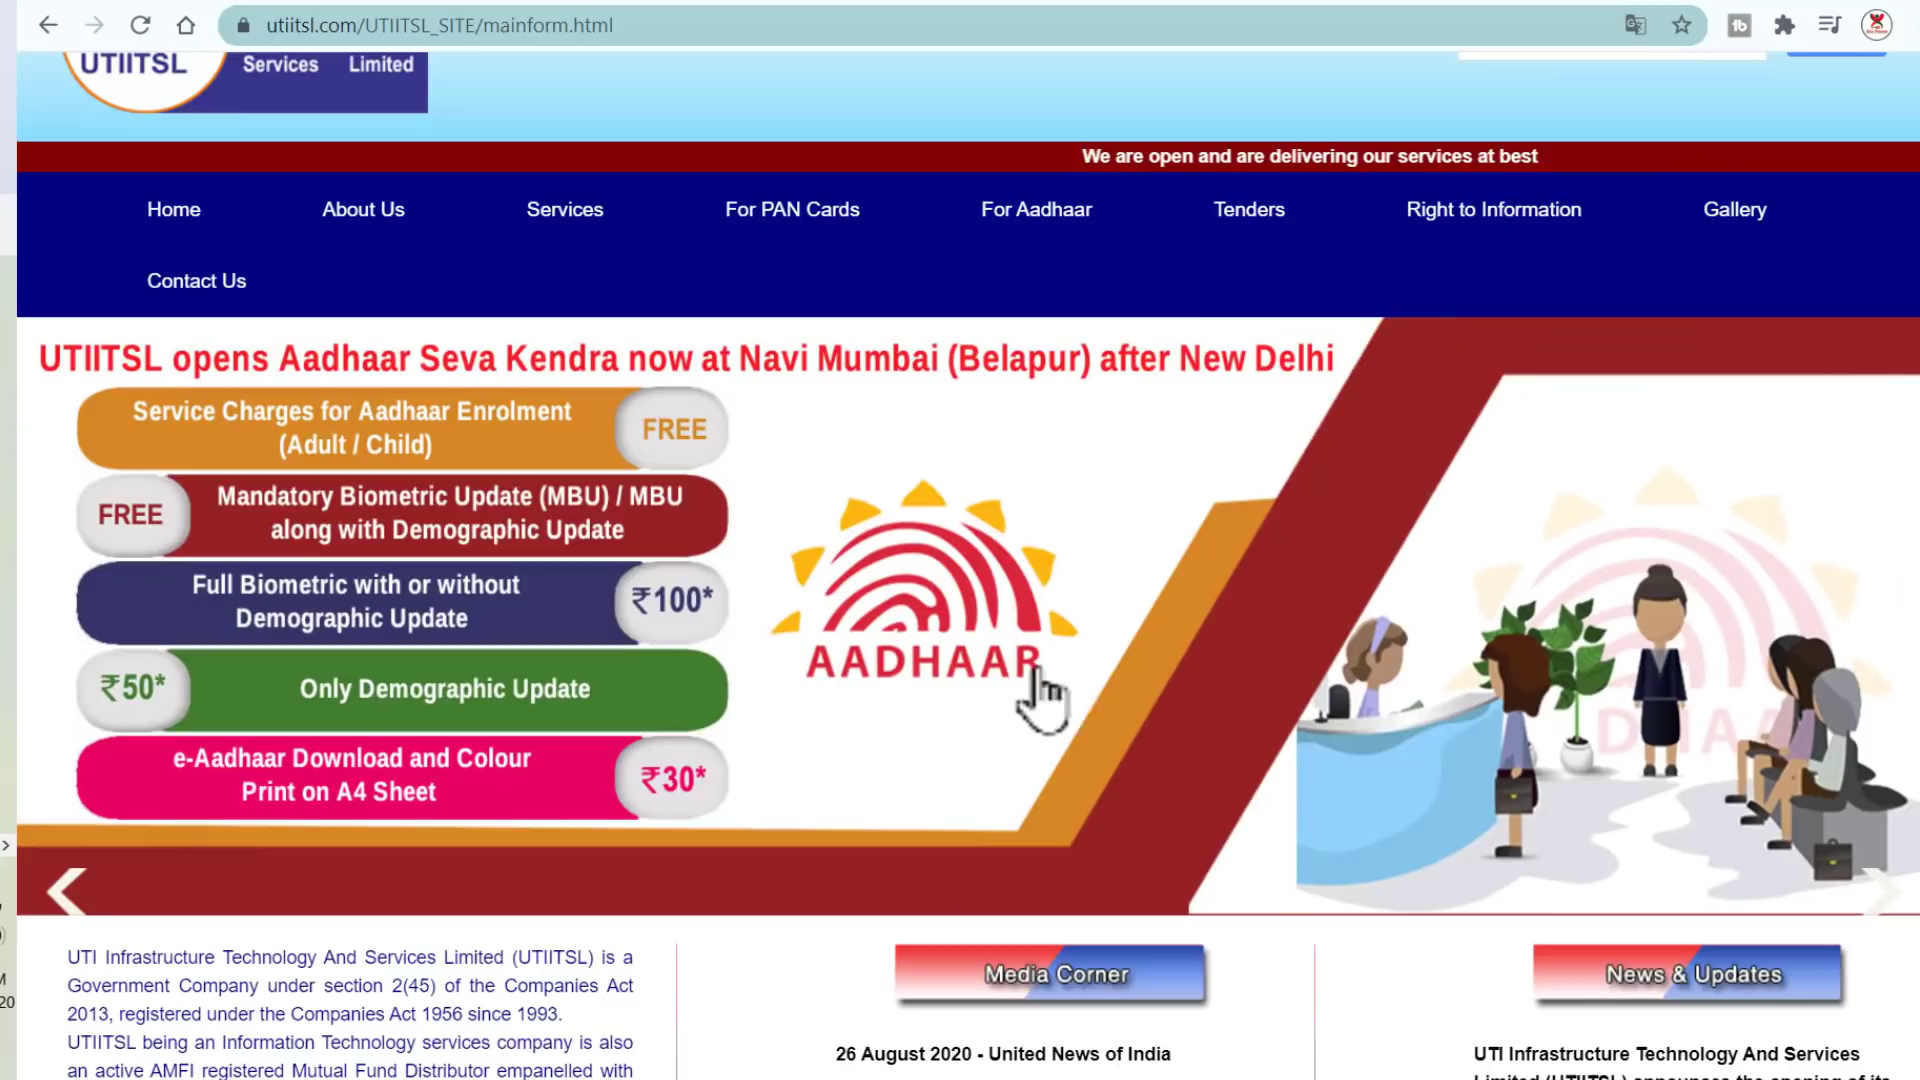 utiitsl.com/UTIITSL_SITE/mainform.html
UTIITSL
Services Limited
We are open and are delivering our services at best
Home
About Us
Services
For PAN Cards
For Aadhaar
Tenders
Right to Information
Gallery
Contact Us
UTIITSL opens Aadhaar Seva Kendra now at Navi Mumbai (Belapur) after New Delhi
Service Charges for Aadhaar Enrolment
(Adult / Child)
FREE
FREE
Mandatory Biometric Update (MBU) / MBU
along with Demographic Update
Full Biometric with or without
Demographic Update
₹100*
₹50*
Only Demographic Update
e-Aadhaar Download and Colour
Print on A4 Sheet
₹30*
AADHAAR
UTI Infrastructure Technology And Services Limited (UTIITSL) is a
Government Company under section 2(45) of the Companies Act
2013, registered under the Companies Act 1956 since 1993.
UTIITSL being an Information Technology services company is also
an active AMFI registered Mutual Fund Distributor empanelled with
Media Corner
26 August 2020 - United News of India
News & Updates
UTI Infrastructure Technology And Services
Limited (UTIITSL) announces the opening of its